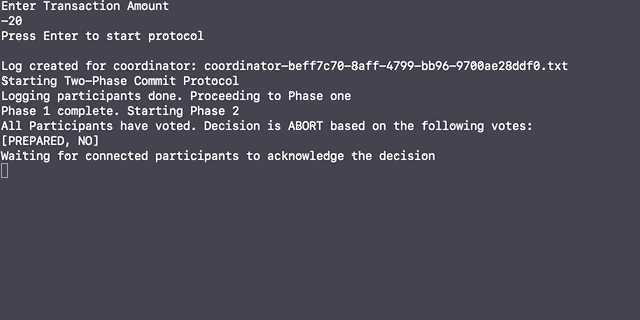 Enter Transaction Amount
-20
Press Enter to start protocol
Log created for coordinator: coordinator-beff7c70-8aff-4799-bb96-9700ae28ddf0.txt
Starting Two-Phase Commit Protocol
Logging participants done. Proceeding to Phase one
Phase 1 complete. Starting Phase 2
All Participants have voted. Decision is ABORT based on the following votes:
[PREPARED, NO]
Waiting for connected participants to acknowledge the decision